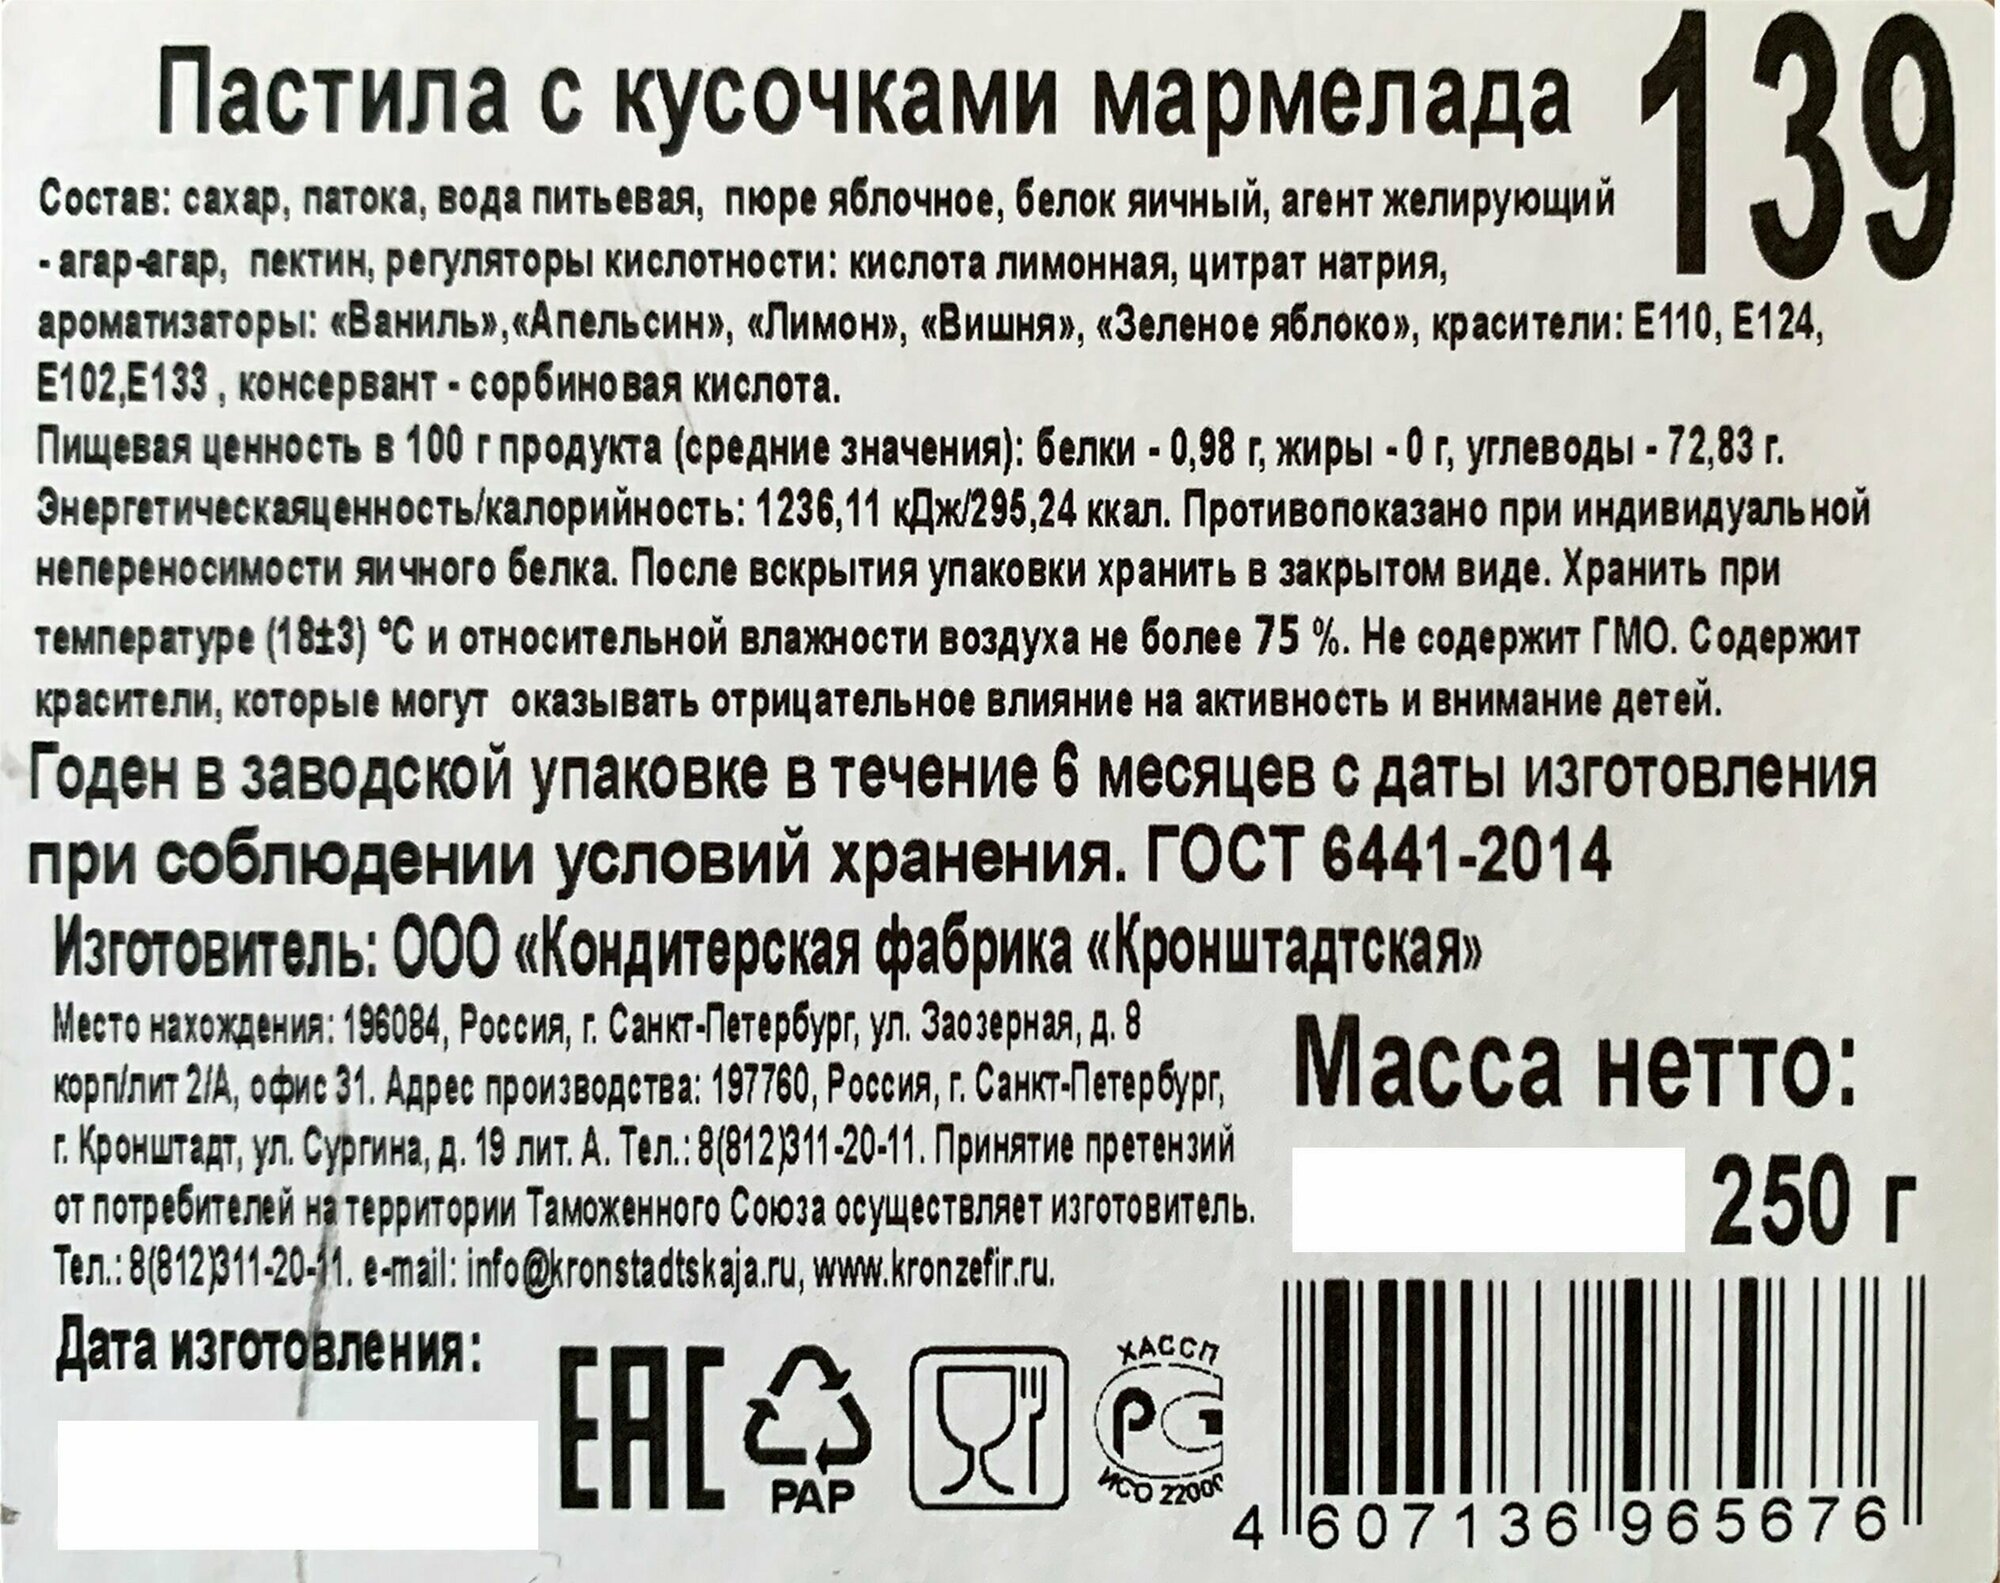 Пастила с кусочками мармелада
139
Состав: сахар, патока, вода питьевая, пюре яблочное, белок яичный, агент желирующий
- агар-агар, пектин, регуляторы кислотности: кислота лимонная, цитрат натрия,
ароматизаторы: «Ваниль»,«Апельсин», «Лимон», «Вишня», «Зеленое яблоко», красители: Е110, Е124,
Е102,Е133 , консервант - сорбиновая кислота.
Пищевая ценность в 100 г продукта (средние значения): белки - 0,98 г, жиры - 0 г, углеводы - 72,83 г.
Энергетическаяценность/калорийность: 1236,11 кДж/295,24 ккал. Противопоказано при индивидуальной
непереносимости яичного белка. После вскрытия упаковки хранить в закрытом виде. Хранить при
температуре (18±3) °С и относительной влажности воздуха не более 75 %. Не содержит ГМО. Содержит
красители, которые могут оказывать отрицательное влияние на активность и внимание детей.
Годен в заводской упаковке в течение 6 месяцев с даты изготовления
при соблюдении условий хранения. ГОСТ 6441-2014
Изготовитель: ООО «Кондитерская фабрика «Кронштадтская»
Место нахождения: 196084, Россия, г. Санкт-Петербург, ул. Заозерная, д. 8
корп/лит 2/А, офис 31. Адрес производства: 197760, Россия, г. Санкт-Петербург,
г. Кронштадт, ул. Сургина, д. 19 лит. А. Тел.: 8(812)311-20-11. Принятие претензий
от потребителей на территории Таможенного Союза осуществляет изготовитель.
Тел.: 8(812)311-20-11. e-mail: info@kronstadtskaja.ru, www.kronzefir.ru.
Масса нетто:
250 г
Дата изготовления:
ЕАС
РАР
ХАССП
РС
ИСО 22000
4 607136 965676